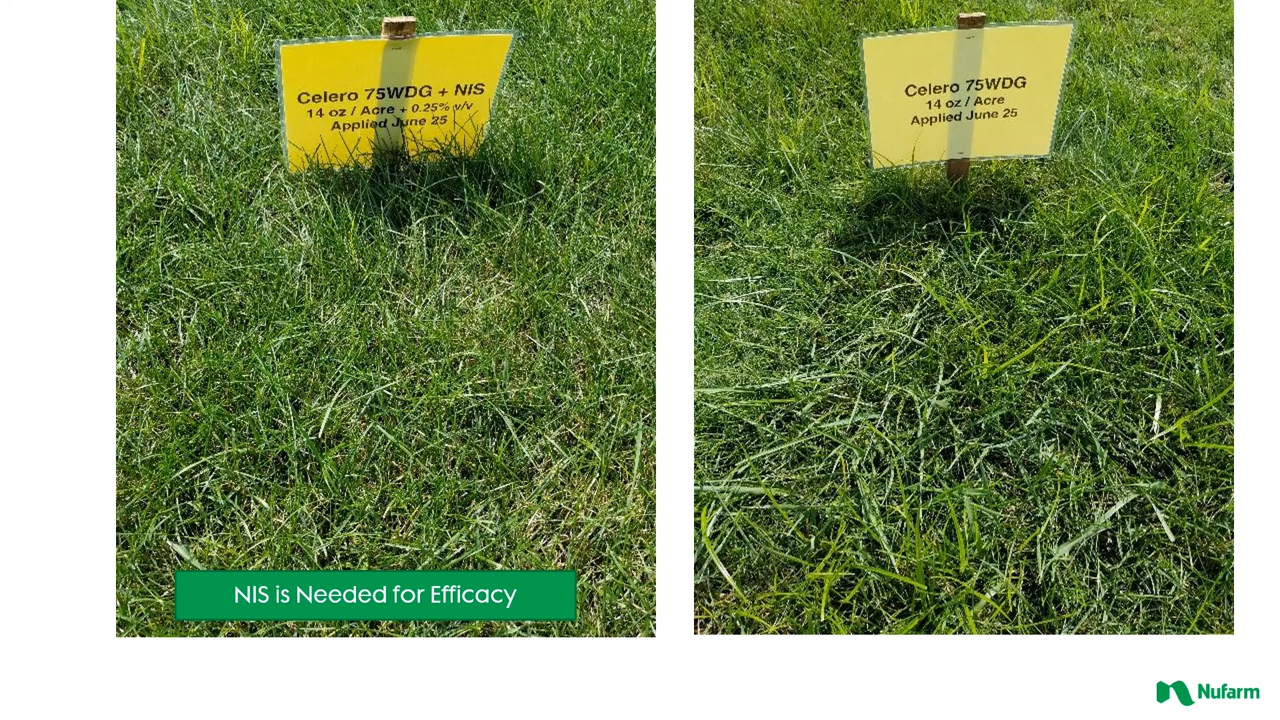 Celero 75WDG + NIS
14 oz / Acre + 0.25% v/v
Applied June 25
Celero 75WDG
14 oz / Acre
Applied June 25
NIS is Needed for Efficacy
Nufarm